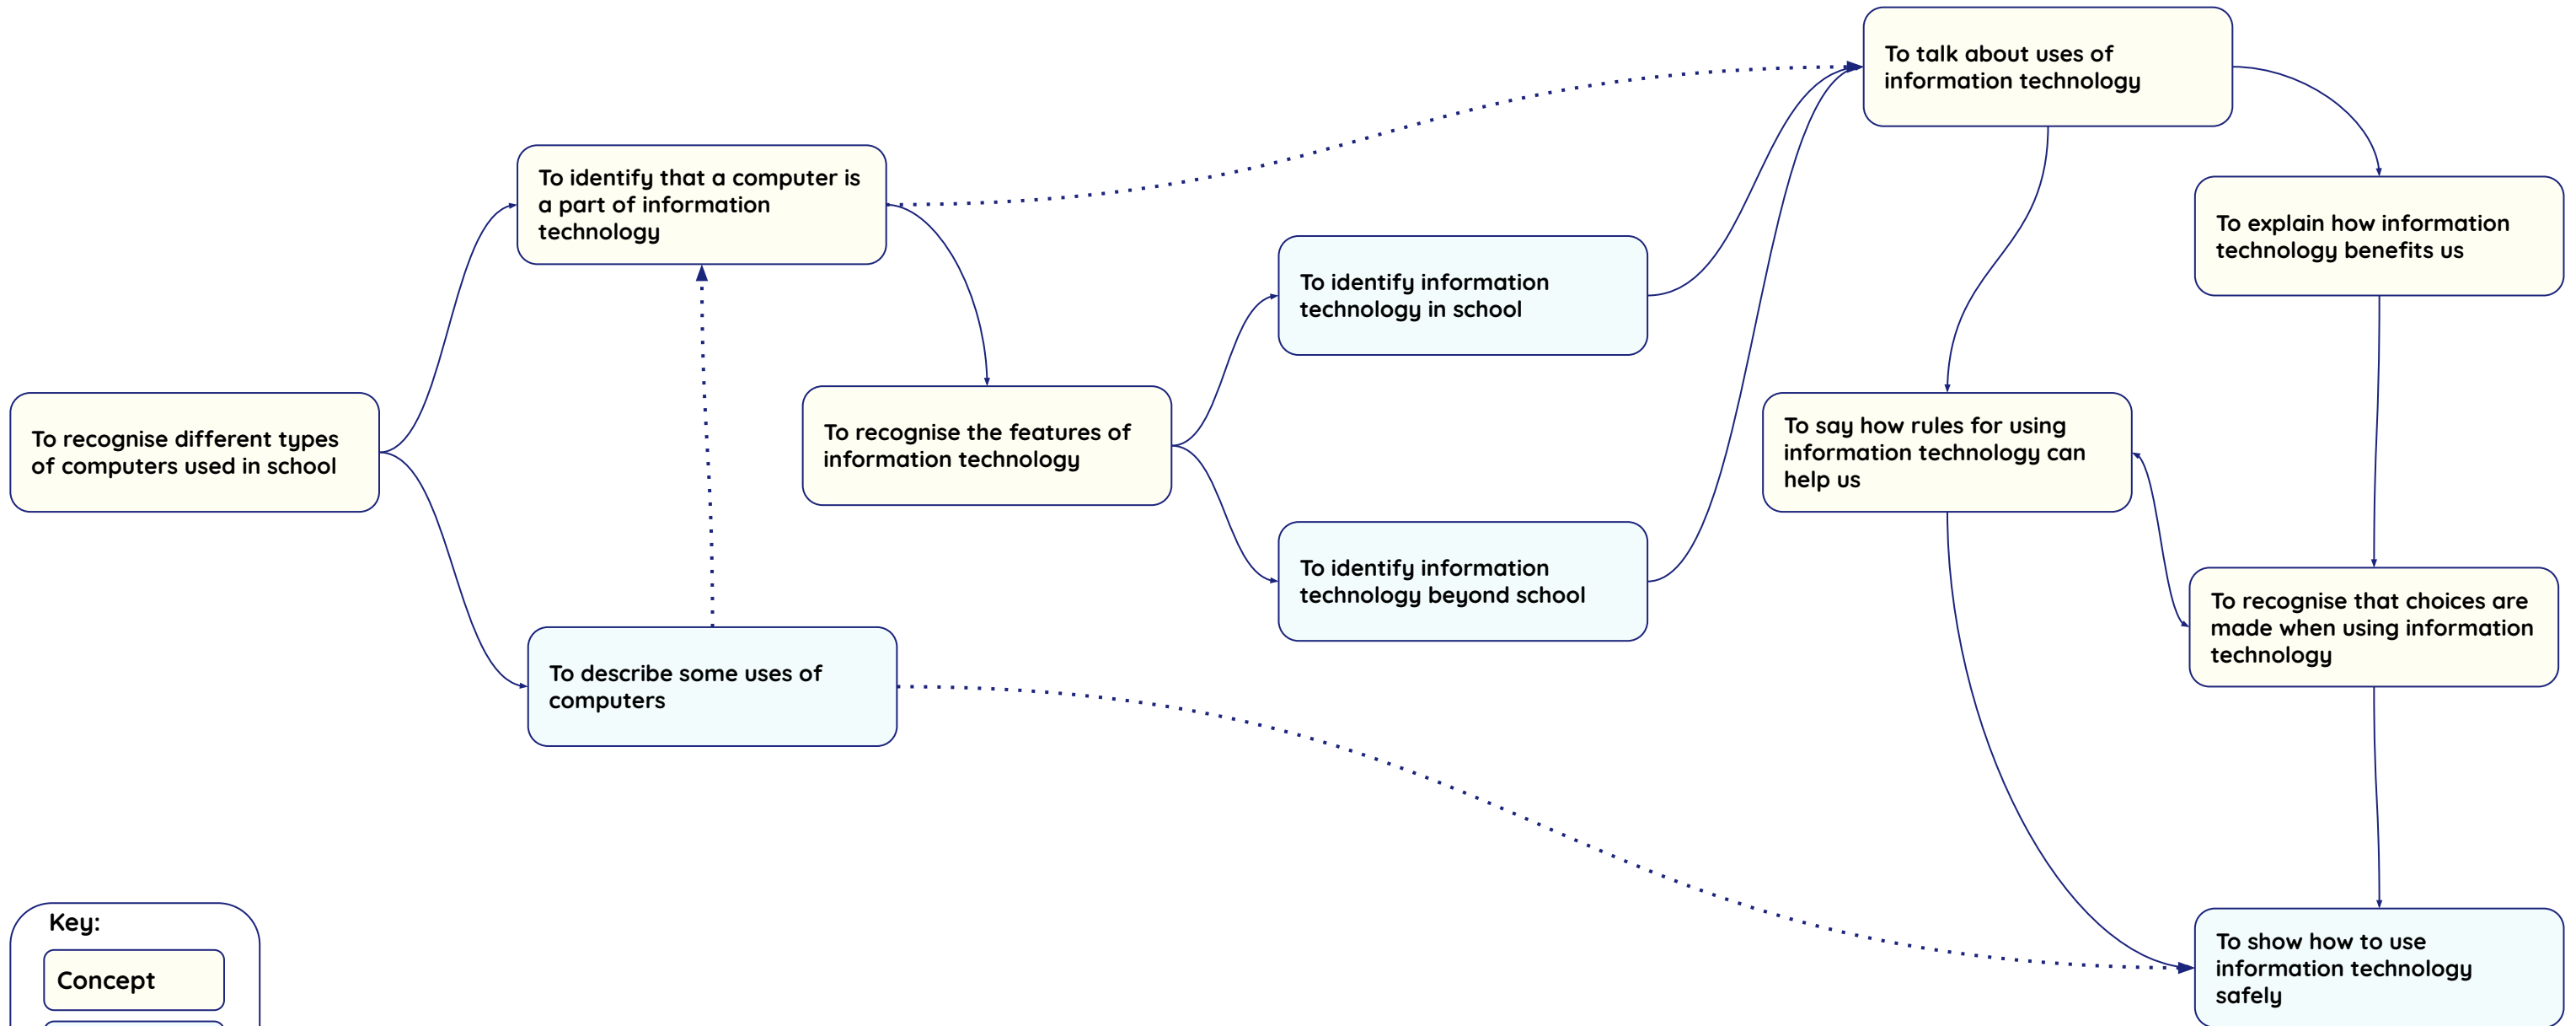 To talk about uses of
information technology
To identify that a computer is
a part of information
technology
To explain how information
technology benefits us
To identify information
technology in school
To recognise different types
of computers used in school
To recognise the features of
information technology
To say how rules for using
information technology can
help us
To identify information
technology beyond school
To recognise that choices are
made when using information
technology
To describe some uses of
computers
Key:
Concept
To show how to use
information technology
safely